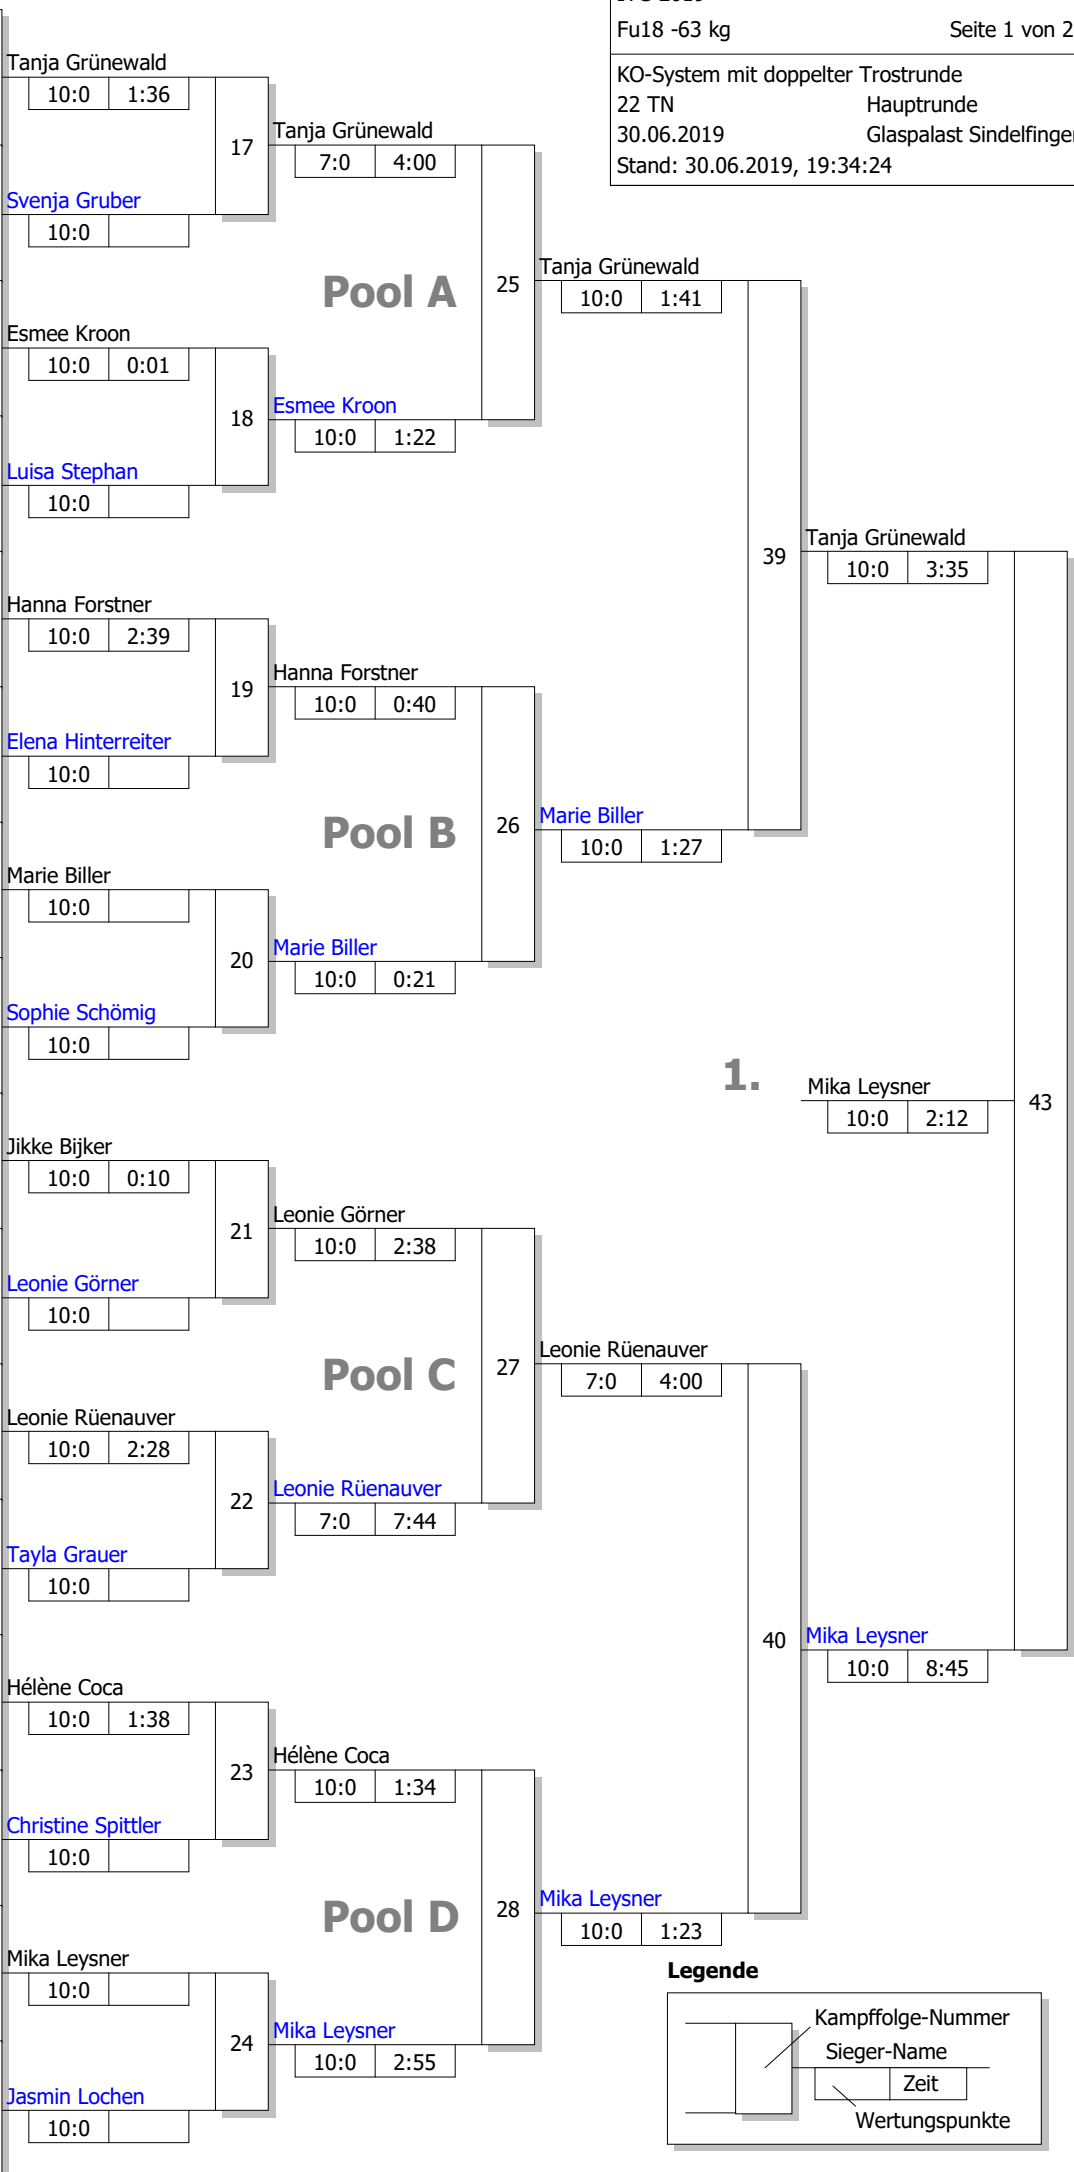 Fu18 -63 kg Seite 1 von 2
KO-System mit doppelter Trostrunde
22 TN Hauptrunde
30.06.2019 Glaspalast Sindelfingen
Stand: 30.06.2019, 19:34:24
Tanja Grünewald
10:0 1:36
17
Svenja Gruber
10:0
Tanja Grünewald
7:0 4:00
Pool A
25
Esmee Kroon
10:0 0:01
18
Luisa Stephan
10:0
Esmee Kroon
10:0 1:22
Tanja Grünewald
10:0 1:41
39
Hanna Forstner
10:0 2:39
19
Elena Hinterreiter
10:0
Hanna Forstner
10:0 0:40
Pool B
26
Marie Biller
10:0
20
Sophie Schömig
10:0
Marie Biller
10:0 0:21
Marie Biller
10:0 1:27
Tanja Grünewald
10:0 3:35
1.
Mika Leysner
10:0 2:12
43
Jikke Bijker
10:0 0:10
21
Leonie Görner
10:0
Leonie Görner
10:0 2:38
Pool C
27
Leonie Rüenauver
10:0 2:28
22
Tayla Grauer
10:0
Leonie Rüenauver
7:0 7:44
Leonie Rüenauver
7:0 4:00
40
Mika Leysner
10:0 8:45
Hélène Coca
10:0 1:38
23
Christine Spittler
10:0
Hélène Coca
10:0 1:34
Pool D
28
Mika Leysner
10:0
24
Jasmin Lochen
10:0
Mika Leysner
10:0 2:55
Mika Leysner
10:0 1:23
Legende
Kampffolge-Nummer
Sieger-Name
Zeit
Wertungspunkte